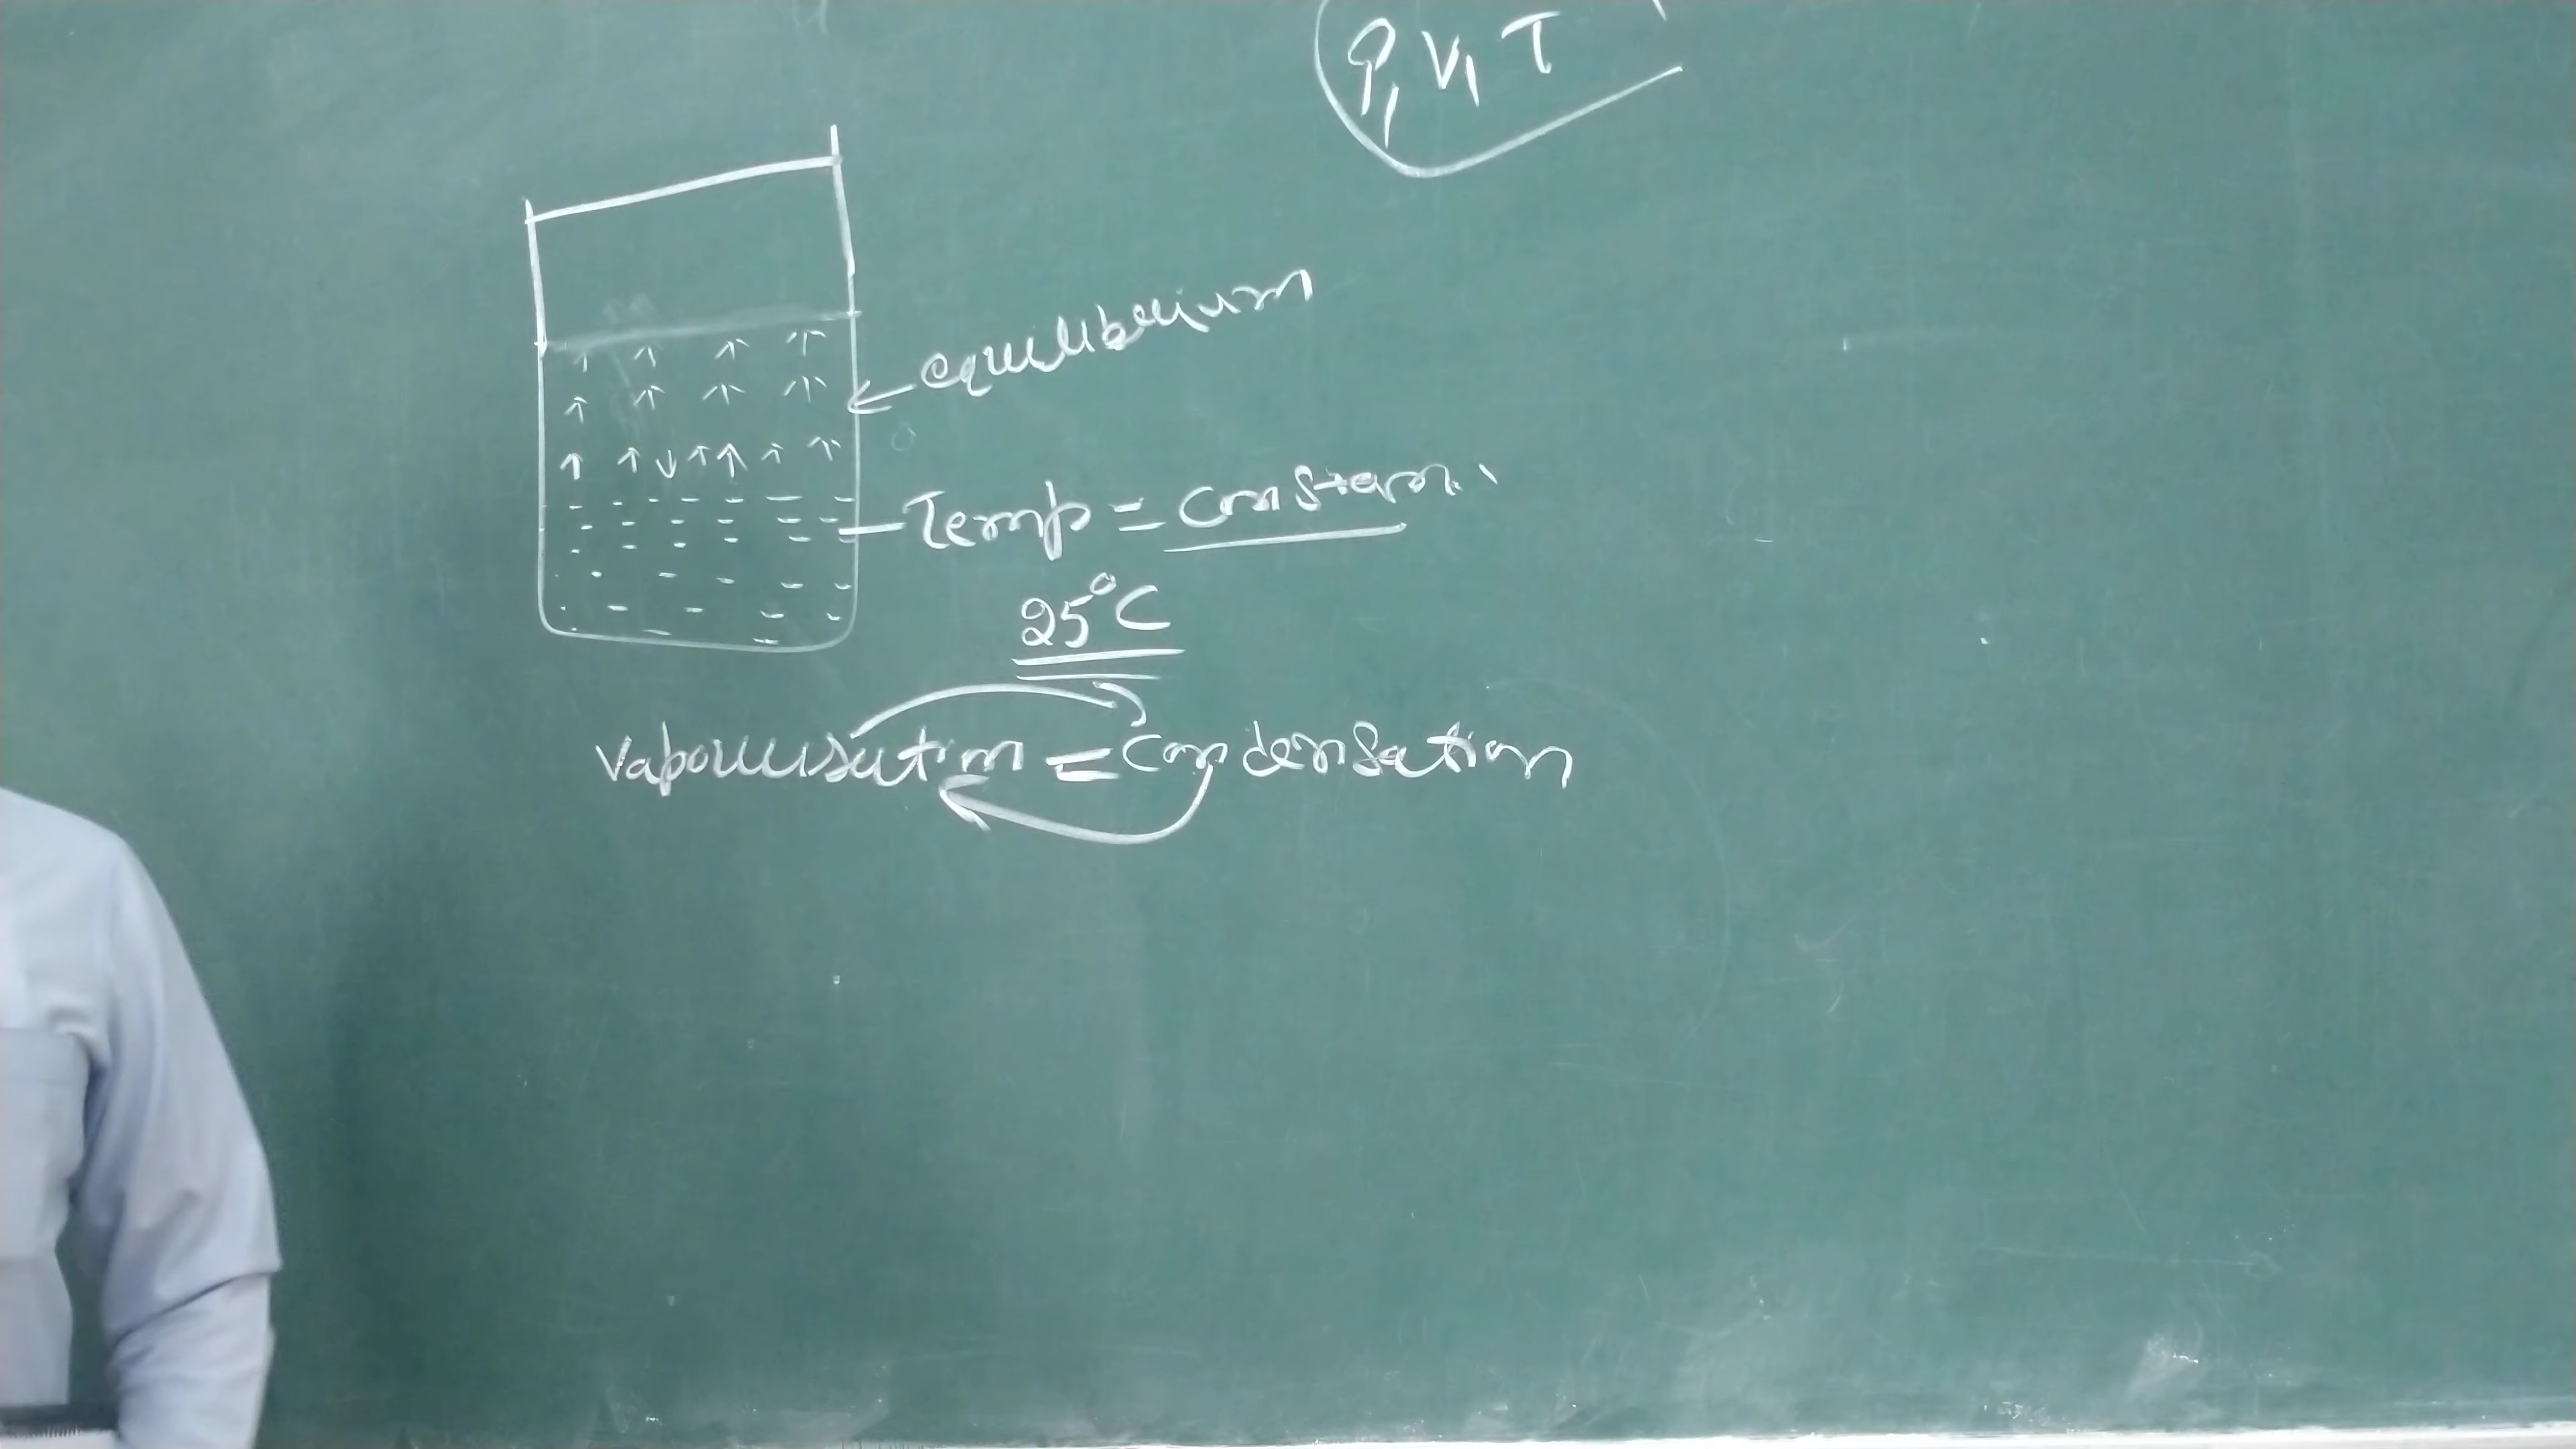 P, V, T
equilibrium
Temp = constant
25°C
vapourisation = condensation